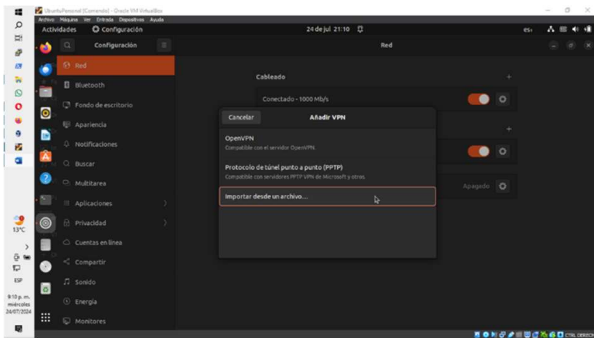 UbuntuPersonal [Corriendo] - Oracle VM VirtualBox
Archivo Máquina Ver Entrada Dispositivos Ayuda
Actividades Configuración 24 de jul 21:10 es
Configuración Red
Red
Bluetooth
Fondo de escritorio
Apariencia
Notificaciones
Buscar
Multitarea
Aplicaciones
Privacidad
Cuentas en línea
Compartir
Sonido
Energía
Monitores
Cableado
Conectado - 1000 Mb/s
Apagado
Cancelar Añadir VPN
OpenVPN
Compatible con el servidor OpenVPN.
Protocolo de túnel punto a punto (PPTP)
Compatible con servidores PPTP VPN de Microsoft y otros.
Importar desde un archivo...
13°C
ESP
9:10 p. m.
miércoles
24/07/2024
CTRL DERECHA